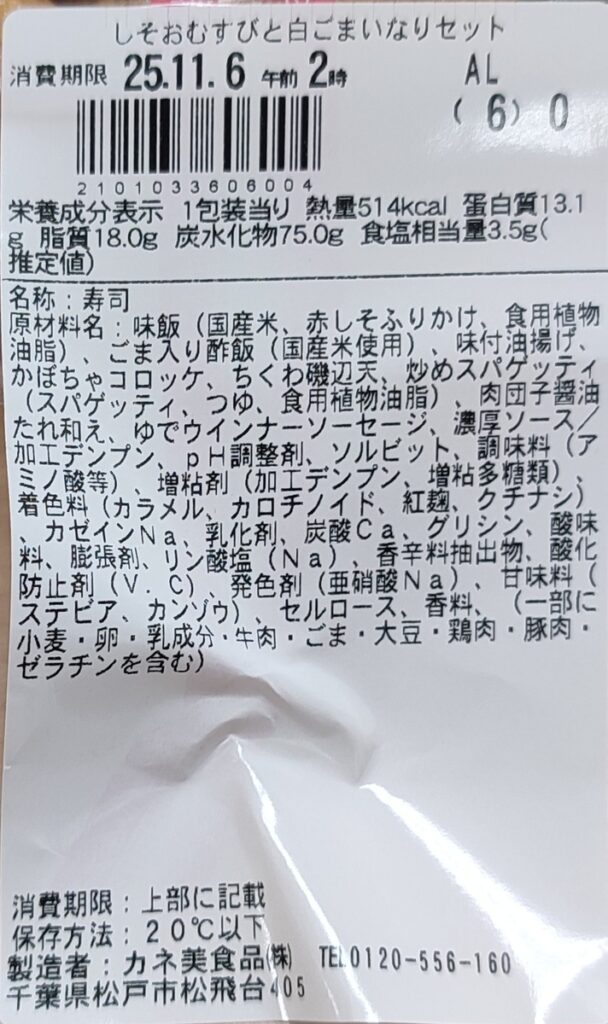 しそおむすびと白ごまいなりセット
消費期限 25.11.6 午前 2時 AL
(6) 0
2101033606004
栄養成分表示 1包装当り 熱量514kcal 蛋白質13.1
g 脂質18.0g 炭水化物75.0g 食塩相当量3.5g(
推定値)
名称：寿司
原材料名：味飯（国産米、赤しそふりかけ、食用植物
油脂）、ごま入り酢飯（国産米使用）、味付油揚げ、
かぼちゃコロッケ、ちくわ磯辺天、炒めスパゲッティ
（スパゲッティ、つゆ、食用植物油脂）、肉団子醤油
たれ和え、ゆでウインナーソーセージ、濃厚ソース／
加工デンプン、ｐＨ調整剤、ソルビット、調味料（ア
ミノ酸等）、増粘剤（加工デンプン、増粘多糖類）、
着色料（カラメル、カロチノイド、紅麹、クチナシ）
、カゼインＮａ、乳化剤、炭酸Ｃａ、グリシン、酸味
料、膨張剤、リン酸塩（Ｎａ）、香辛料抽出物、酸化
防止剤（Ｖ．Ｃ）、発色剤（亜硝酸Ｎａ）、甘味料（
ステビア、カンゾウ）、セルロース、香料、（一部に
小麦・卵・乳成分・牛肉・ごま・大豆・鶏肉・豚肉・
ゼラチンを含む）
消費期限：上部に記載
保存方法：２０℃以下
製造者：カネ美食品㈱ TEL0120-556-160
千葉県松戸市松飛台405